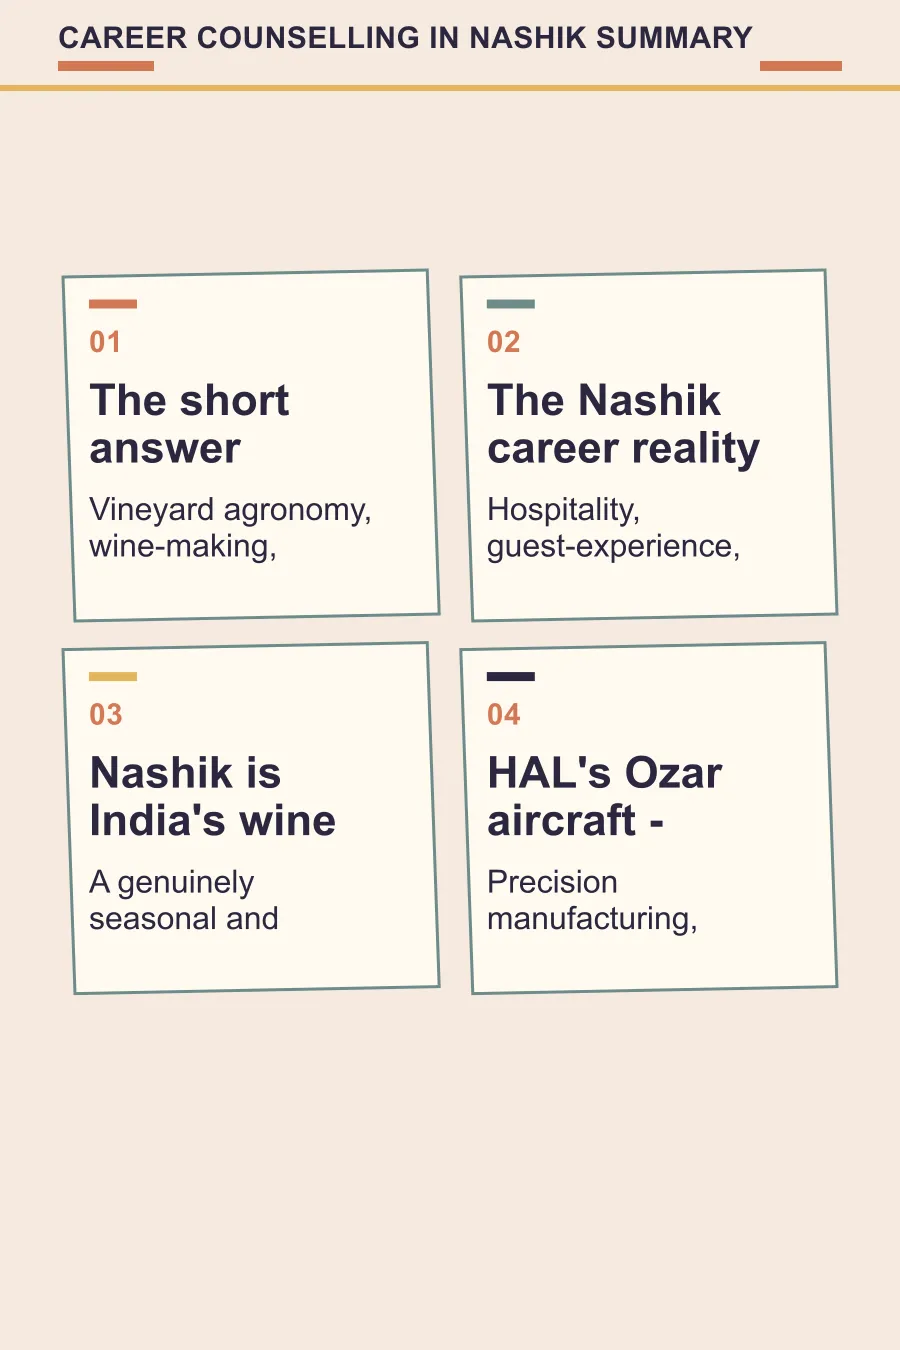 CAREER COUNSELLING IN NASHIK SUMMARY
01
The short
answer
Vineyard agronomy,
wine-making,
02
The Nashik
career reality
Hospitality,
guest-experience,
03
Nashik is
India's wine
A genuinely
seasonal and
04
HAL's Ozar
aircraft -
Precision
manufacturing,